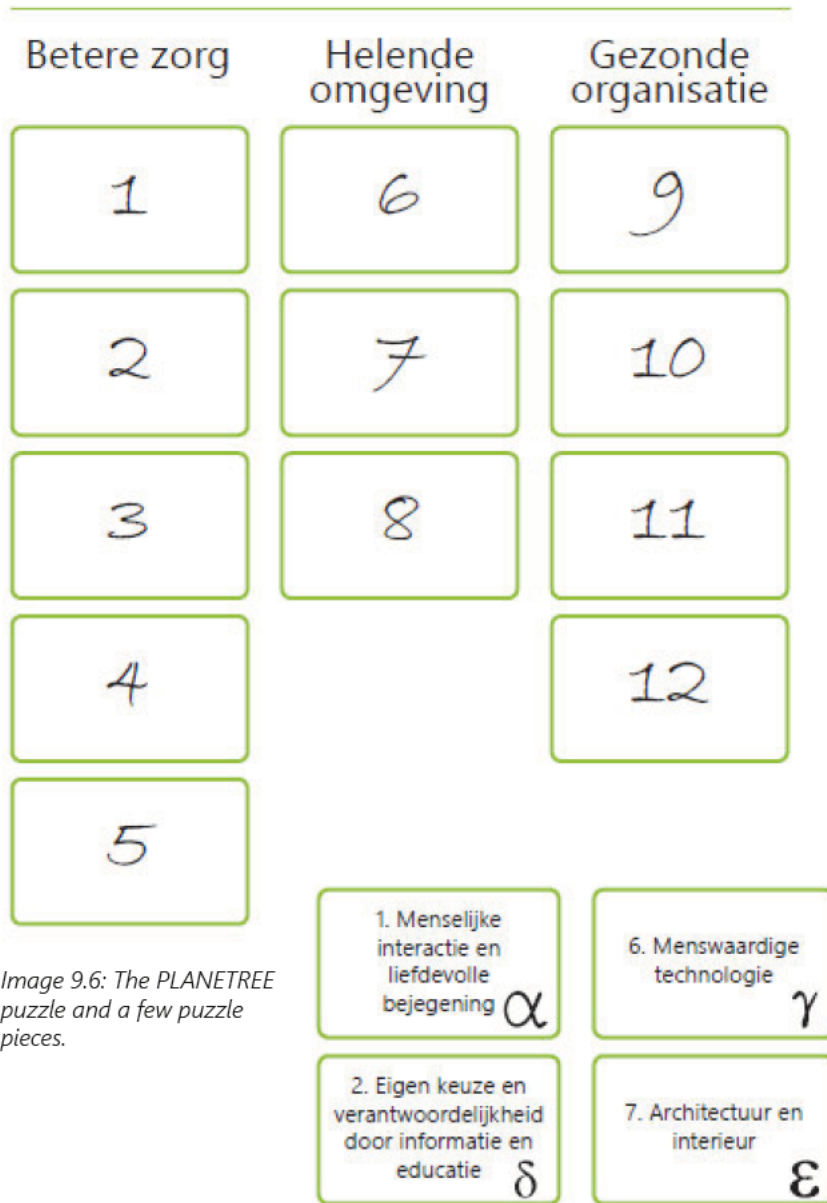 Betere zorg
Helende
omgeving
Gezonde
organisatie
1
6
9
2
7
10
3
8
11
4
12
5
Image 9.6: The PLANETREE
puzzle and a few puzzle
pieces.
1. Menselijke
interactie en
liefdevolle
bejegening α
6. Menswaardige
technologie
γ
2. Eigen keuze en
verantwoordelijkheid
door informatie en
educatie δ
7. Architectuur en
interieur
ε